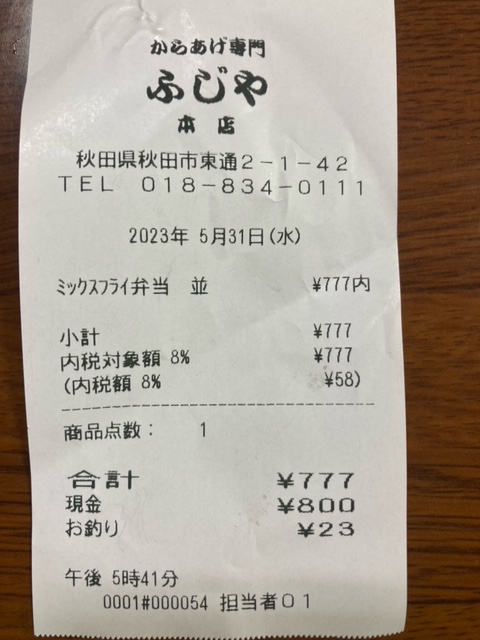 からあげ専門
ふじや
本店
秋田県秋田市東通2-1-42
TEL 018-834-0111
2023年 5月31日(水)
ミックスフライ弁当 並 ¥777内
小計 ¥777
内税対象額 8% ¥777
(内税額 8% ¥58)
商品点数: 1
合計 ¥777
現金 ¥800
お釣り ¥23
午後 5時41分
0001#000054 担当者01